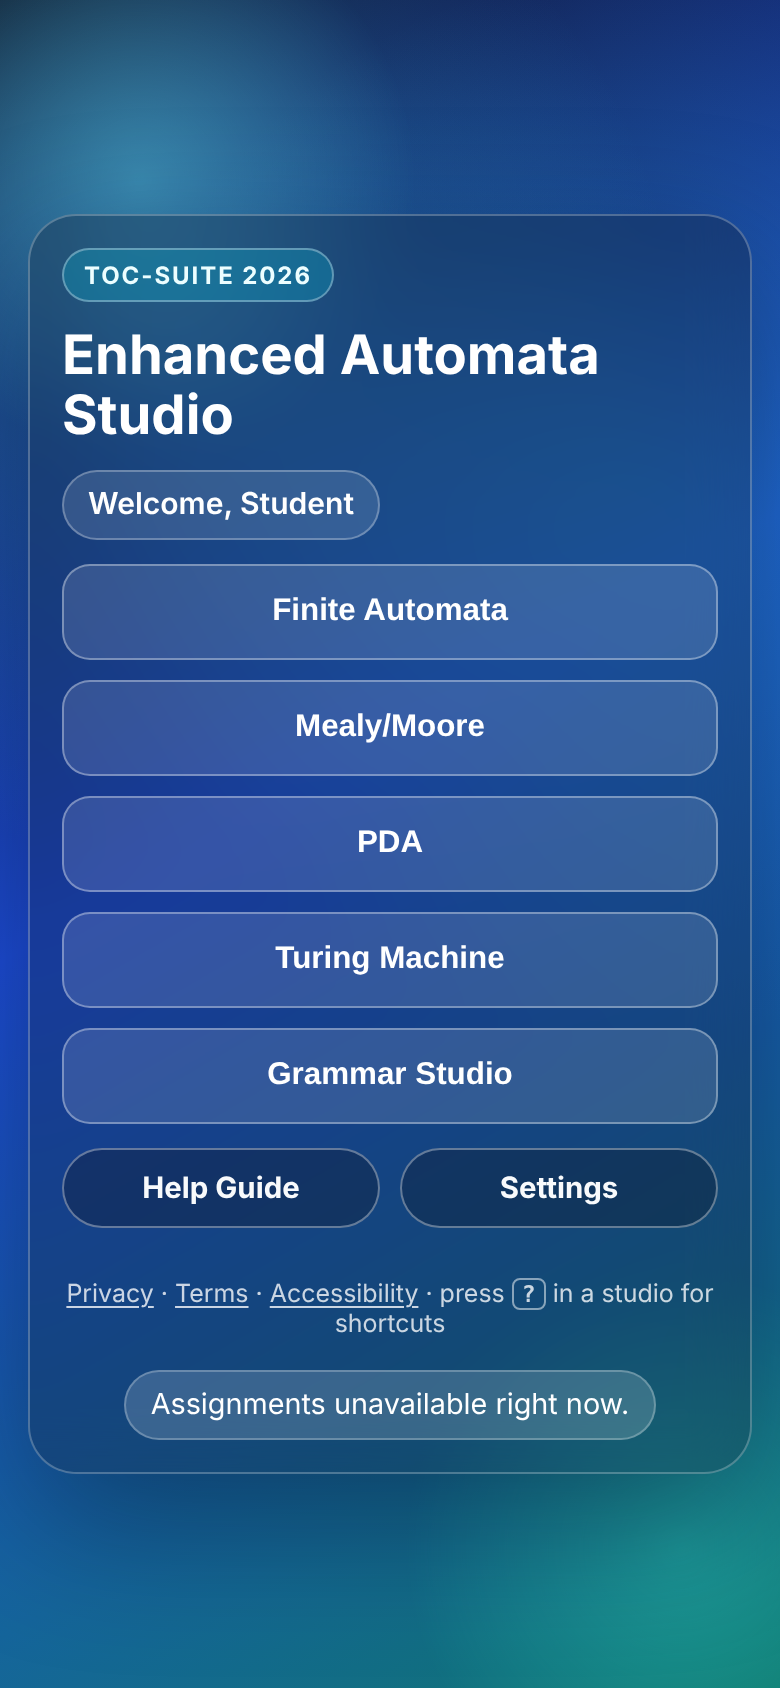 TOC-SUITE 2026
Enhanced Automata
Studio
Welcome, Student
Finite Automata
Mealy/Moore
PDA
Turing Machine
Grammar Studio
Help Guide
Settings
Privacy · Terms · Accessibility · press ? in a studio for
shortcuts
Assignments unavailable right now.